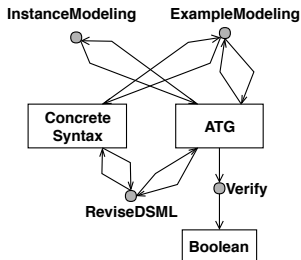 InstanceModeling
ExampleModeling
Concrete
Syntax
ATG
Verify
ReviseDSML
Boolean